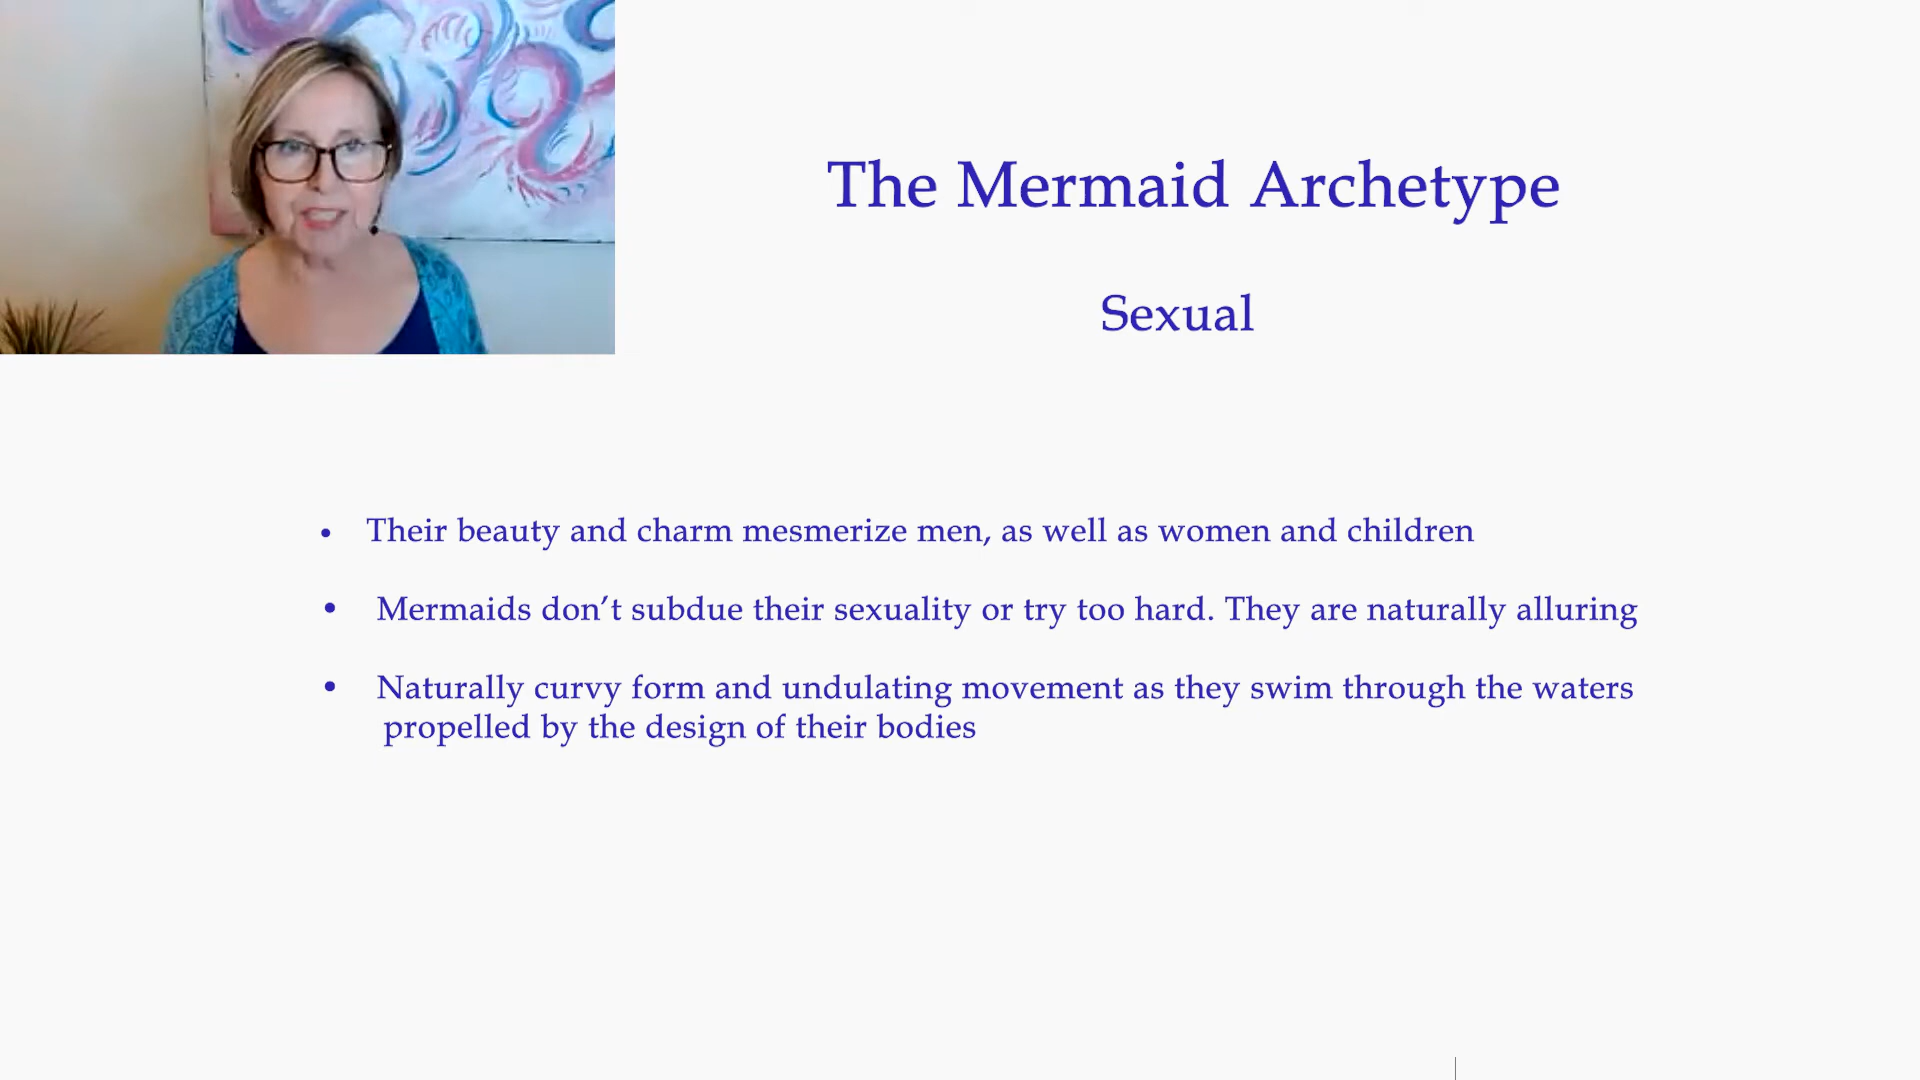 The Mermaid Archetype
Sexual
• Their beauty and charm mesmerize men, as well as women and children
• Mermaids don’t subdue their sexuality or try too hard. They are naturally alluring
• Naturally curvy form and undulating movement as they swim through the waters
propelled by the design of their bodies